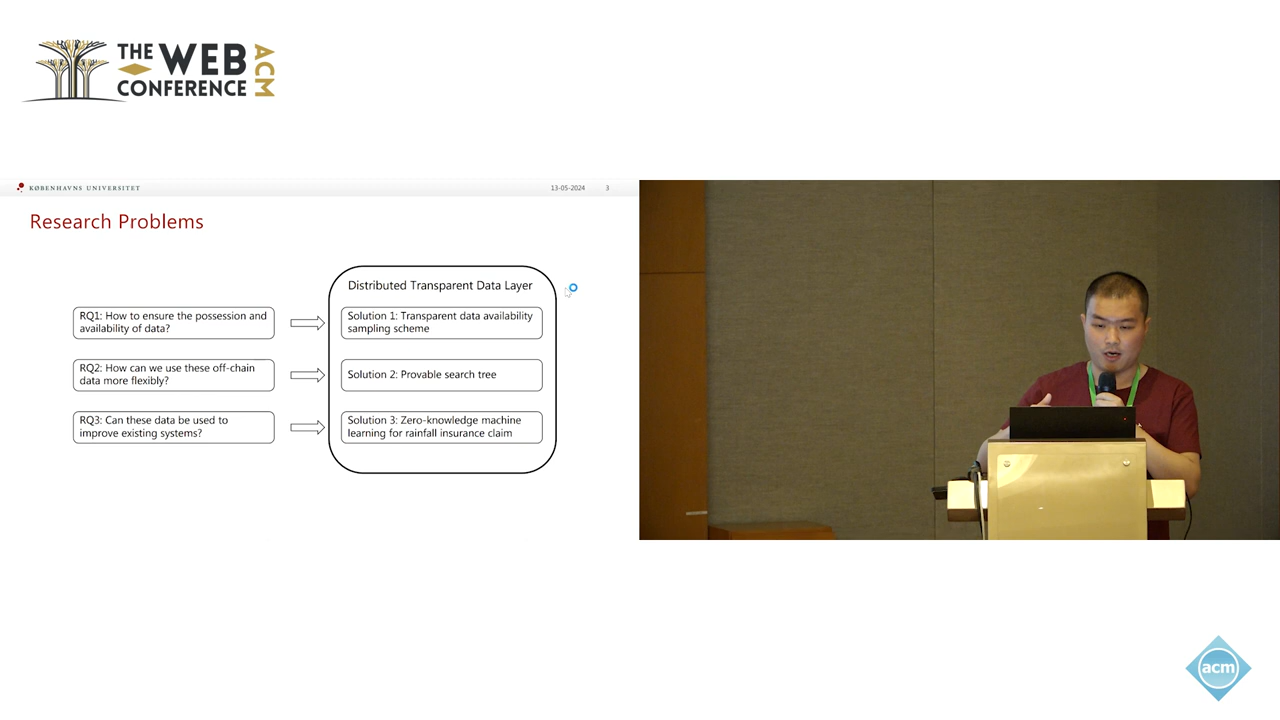 THE WEB
CONFERENCE
ACM
KØBENHAVNS UNIVERSITET
13-05-2024
3
Research Problems
Distributed Transparent Data Layer
RQ1: How to ensure the possession and
availability of data?
Solution 1: Transparent data availability
sampling scheme
RQ2: How can we use these off-chain
data more flexibly?
Solution 2: Provable search tree
RQ3: Can these data be used to
improve existing systems?
Solution 3: Zero-knowledge machine
learning for rainfall insurance claim
acm